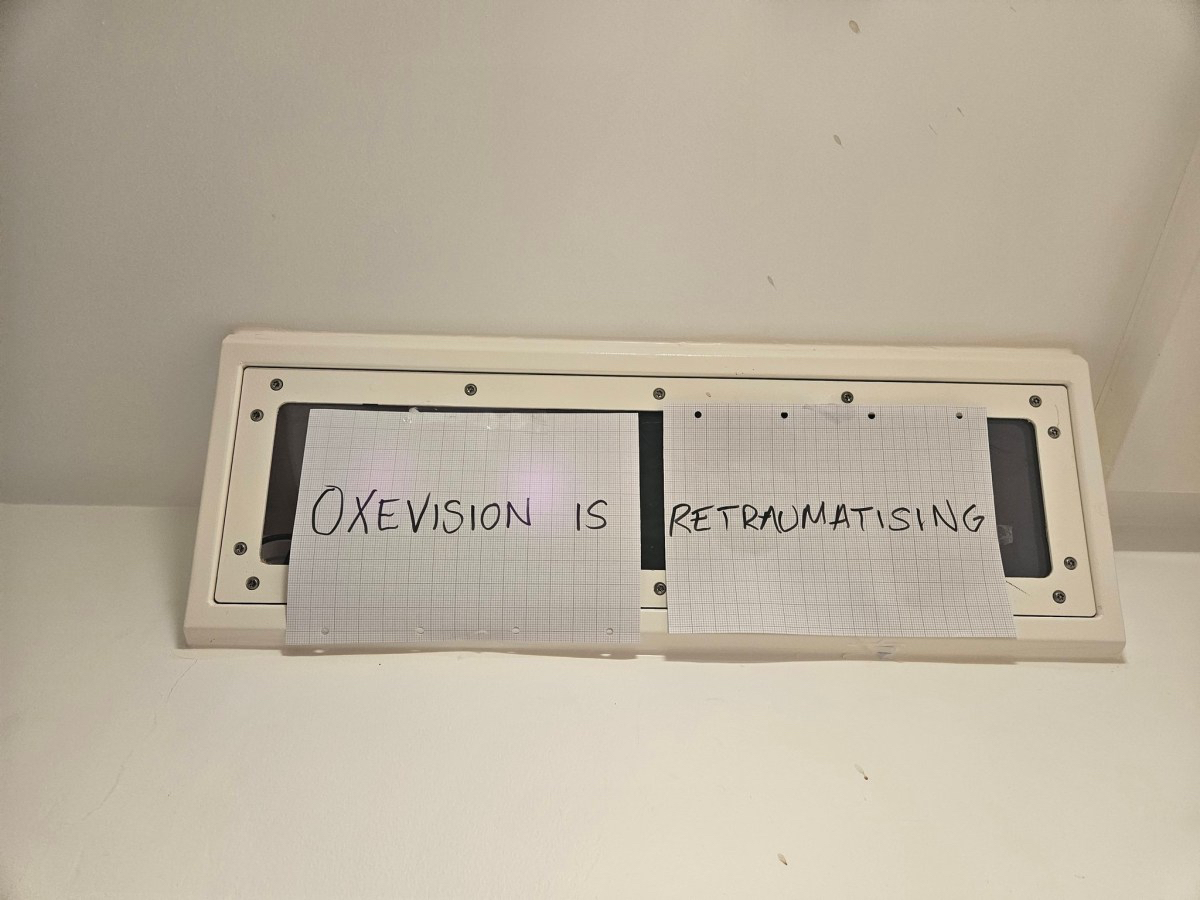 OXEVISION IS RETRAUMATISING